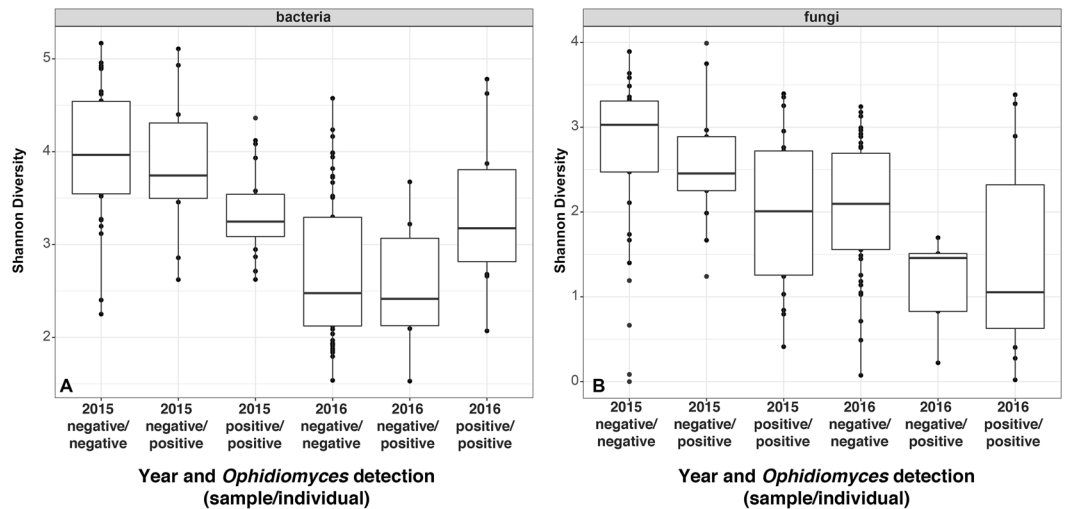 bacteria
5
4
3
2
Shannon Diversity
A
2015 negative/ negative
2015 negative/ positive
2015 positive/ positive
2016 negative/ negative
2016 negative/ positive
2016 positive/ positive
Year and Ophidiomyces detection
(sample/individual)
fungi
4
3
2
1
0
Shannon Diversity
B
2015 negative/ negative
2015 negative/ positive
2015 positive/ positive
2016 negative/ negative
2016 negative/ positive
2016 positive/ positive
Year and Ophidiomyces detection
(sample/individual)